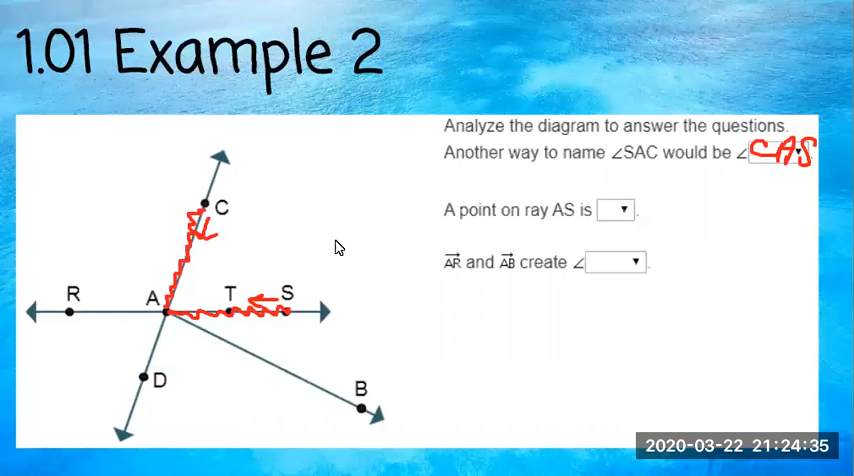 1.01 Example 2
Analyze the diagram to answer the questions.
Another way to name ∠SAC would be ∠ CAS.
A point on ray AS is
.
AR and AB create ∠
.
C
R
A
T
S
D
B
2020-03-22 21:24:35